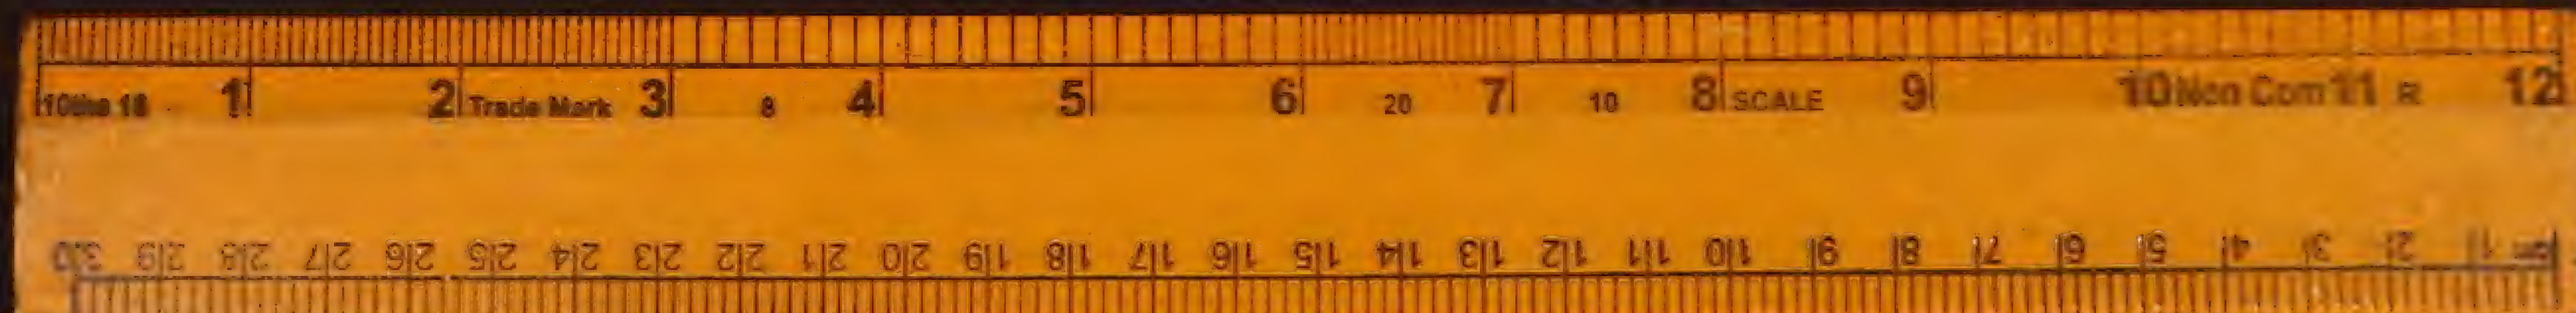 10ths 16 1 2 Trade Mark 3 8 4 5 6 20 7 10 8 SCALE 9 10 Non Com 11 R 12
30 29 28 27 26 25 24 23 22 21 20 19 18 17 16 15 14 13 12 11 10 9 8 7 6 5 4 3 2 1 cm